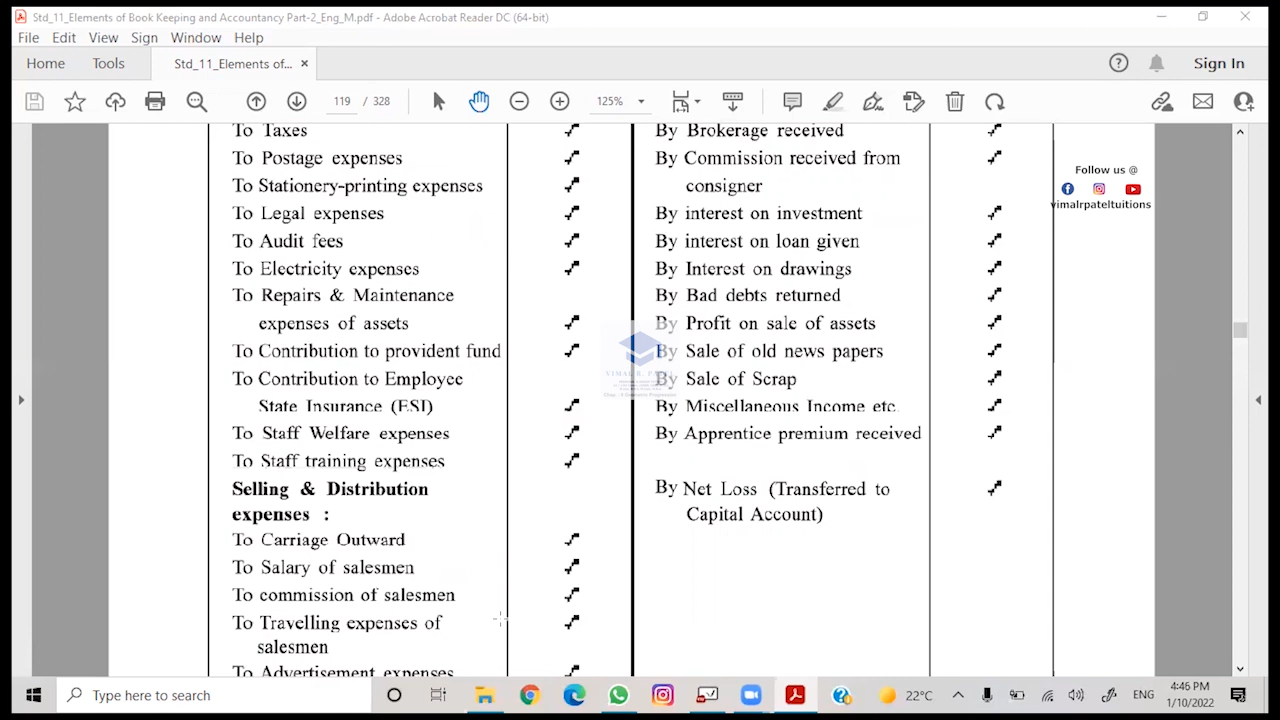 Std_11_Elements of Book Keeping and Accountancy Part-2_Eng_M.pdf - Adobe Acrobat Reader DC (64-bit)
File Edit View Sign Window Help
Home Tools Std_11_Elements of... ×
Sign In
119 / 328
125%
To Taxes
To Postage expenses
To Stationery-printing expenses
To Legal expenses
To Audit fees
To Electricity expenses
To Repairs & Maintenance
expenses of assets
To Contribution to provident fund
To Contribution to Employee
State Insurance (ESI)
To Staff Welfare expenses
To Staff training expenses
Selling & Distribution
expenses :
To Carriage Outward
To Salary of salesmen
To commission of salesmen
To Travelling expenses of
salesmen
To Advertisement expenses
By Brokerage received
By Commission received from
consigner
By interest on investment
By interest on loan given
By Interest on drawings
By Bad debts returned
By Profit on sale of assets
By Sale of old news papers
By Sale of Scrap
By Miscellaneous Income etc.
By Apprentice premium received
By Net Loss (Transferred to
Capital Account)
Follow us @
vimalrpateltuitions
VIMAL R. PATEL
Type here to search
22°C
ENG
4:46 PM
1/10/2022